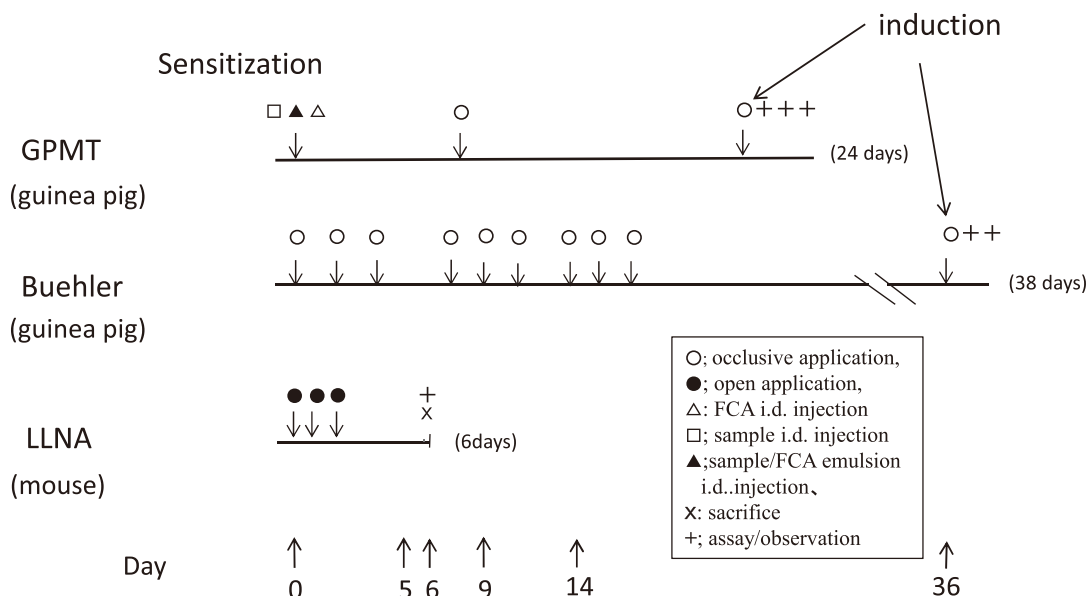 induction
Sensitization
GPMT
(guinea pig)
(24 days)
Buehler
(guinea pig)
(38 days)
LLNA
(mouse)
(6days)
○; occlusive application,
●; open application,
△: FCA i.d. injection
□; sample i.d. injection
▲;sample/FCA emulsion
i.d..injection、
x: sacrifice
+; assay/observation
Day
0 5 6 9 14 36